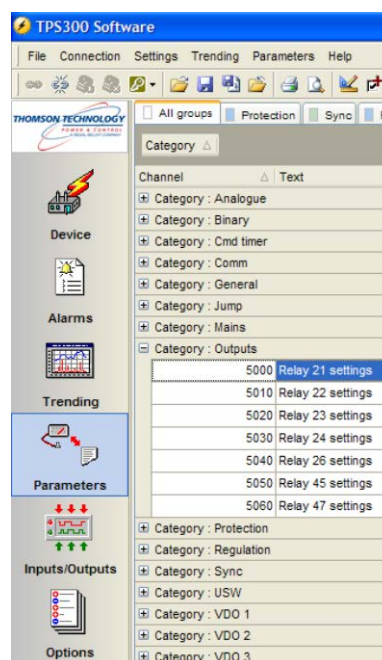 TPS300 Softw
File Connection Settings Trending Parameters Help
THOMSON TECHNOLOGY
POWER & CONTROL
All groups Protection Sync
Category
Channel Text
Category : Analogue
Category : Binary
Category : Cmd timer
Category : Comm
Category : General
Category : Jump
Category : Mains
Category : Outputs
5000 Relay 21 settings
5010 Relay 22 settings
5020 Relay 23 settings
5030 Relay 24 settings
5040 Relay 26 settings
5050 Relay 45 settings
5060 Relay 47 settings
Category : Protection
Category : Regulation
Category : Sync
Category : USW
Category : VDO 1
Category : VDO 2
Category : VDO 3
Device
Alarms
Trending
Parameters
Inputs/Outputs
Options